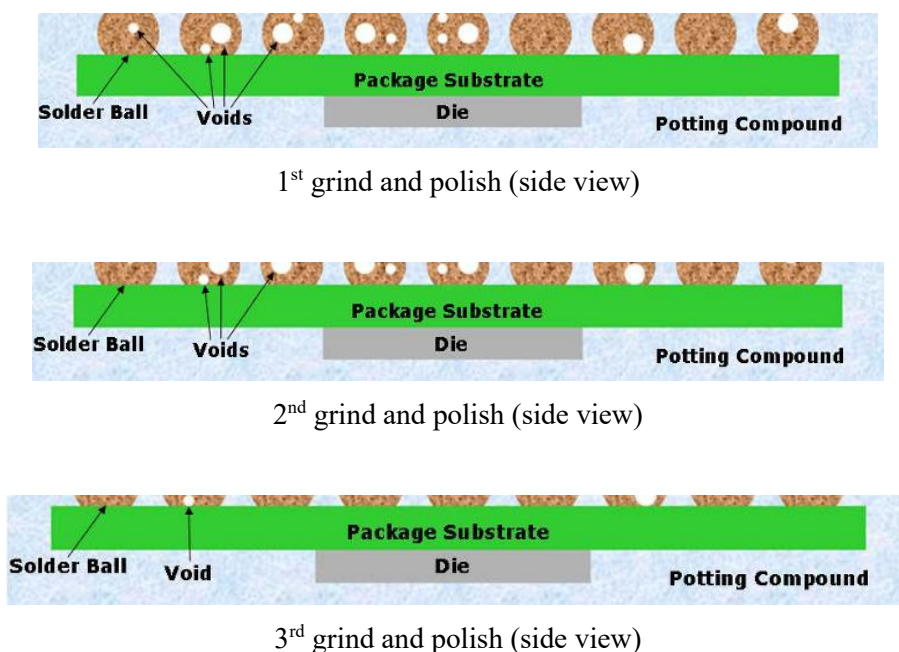 Package Substrate
Solder Ball
Voids
Die
Potting Compound
1st grind and polish (side view)
Package Substrate
Solder Ball
Voids
Die
Potting Compound
2nd grind and polish (side view)
Package Substrate
Solder Ball
Void
Die
Potting Compound
3rd grind and polish (side view)